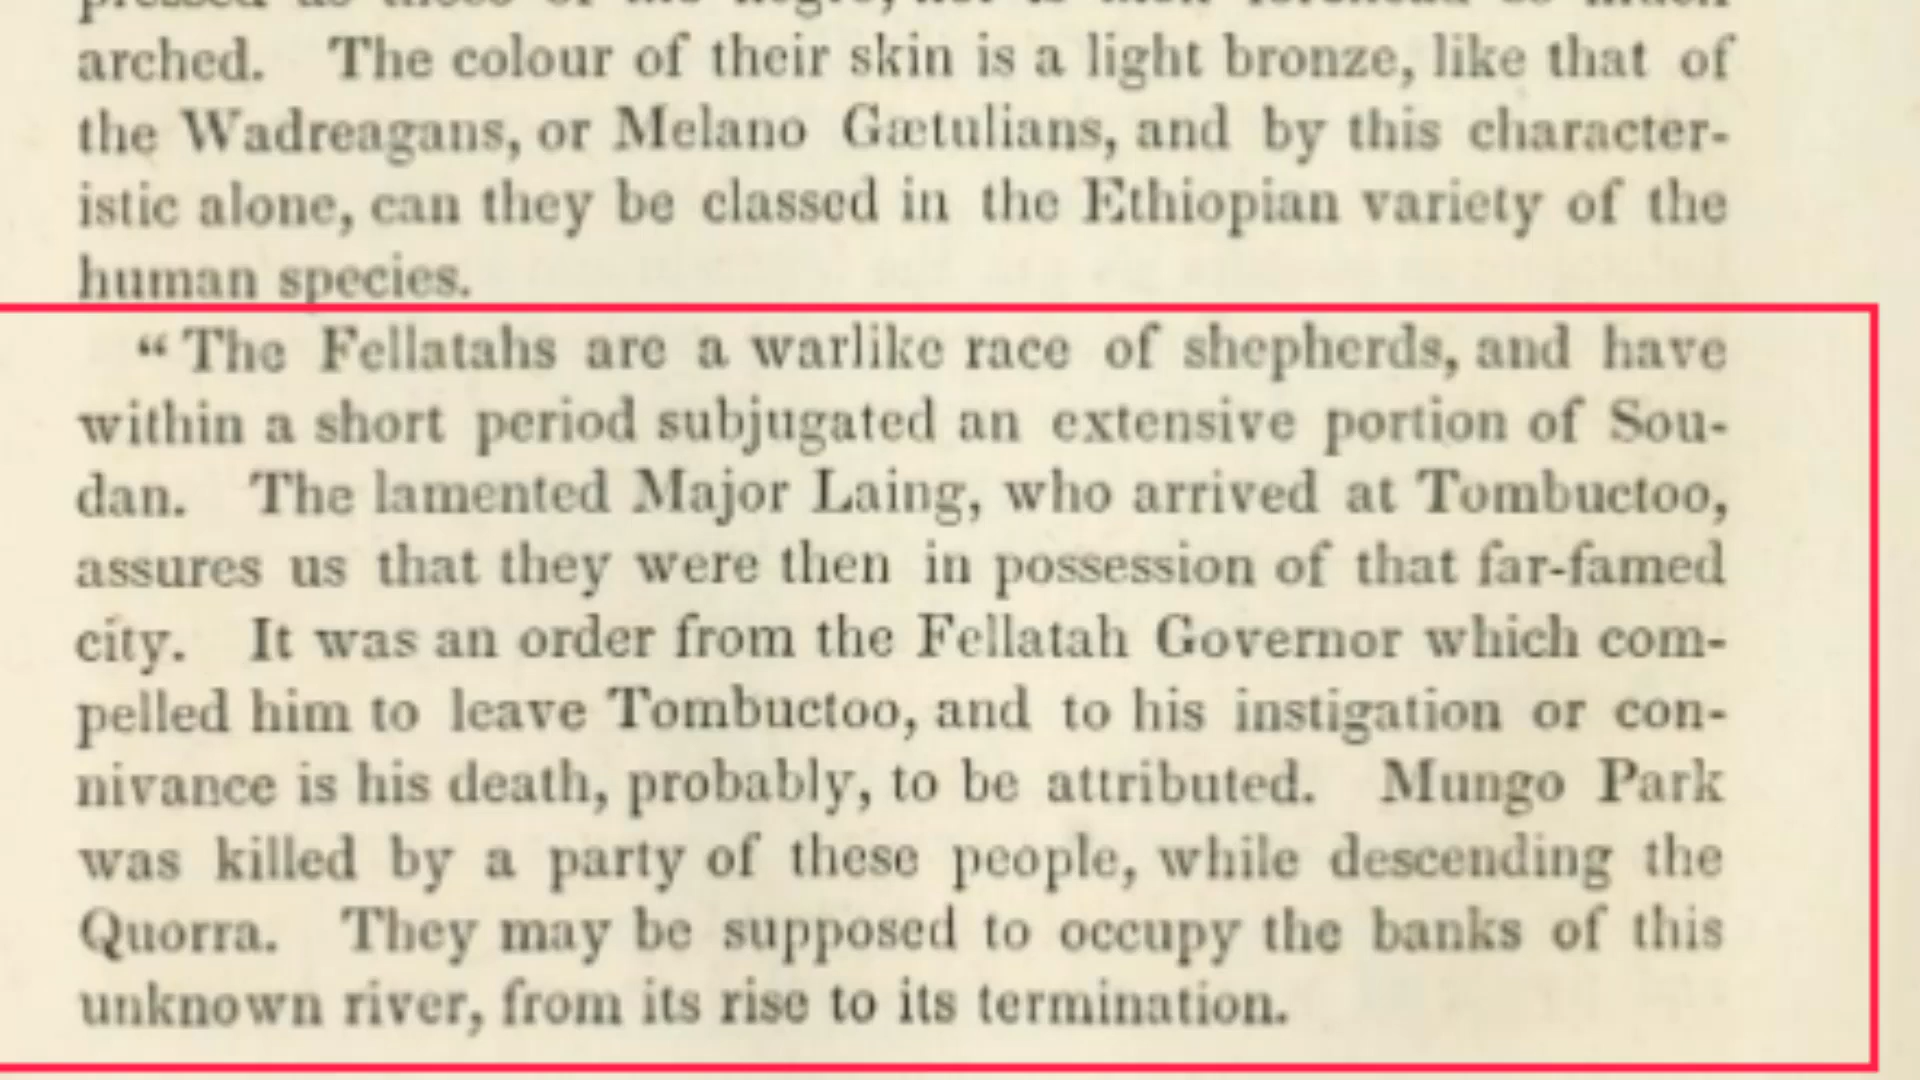 arched. The colour of their skin is a light bronze, like that of
the Wadreagans, or Melano Gætulians, and by this character-
istic alone, can they be classed in the Ethiopian variety of the
human species.
“The Fellatahs are a warlike race of shepherds, and have
within a short period subjugated an extensive portion of Sou-
dan. The lamented Major Laing, who arrived at Tombuctoo,
assures us that they were then in possession of that far-famed
city. It was an order from the Fellatah Governor which com-
pelled him to leave Tombuctoo, and to his instigation or con-
nivance is his death, probably, to be attributed. Mungo Park
was killed by a party of these people, while descending the
Quorra. They may be supposed to occupy the banks of this
unknown river, from its rise to its termination.